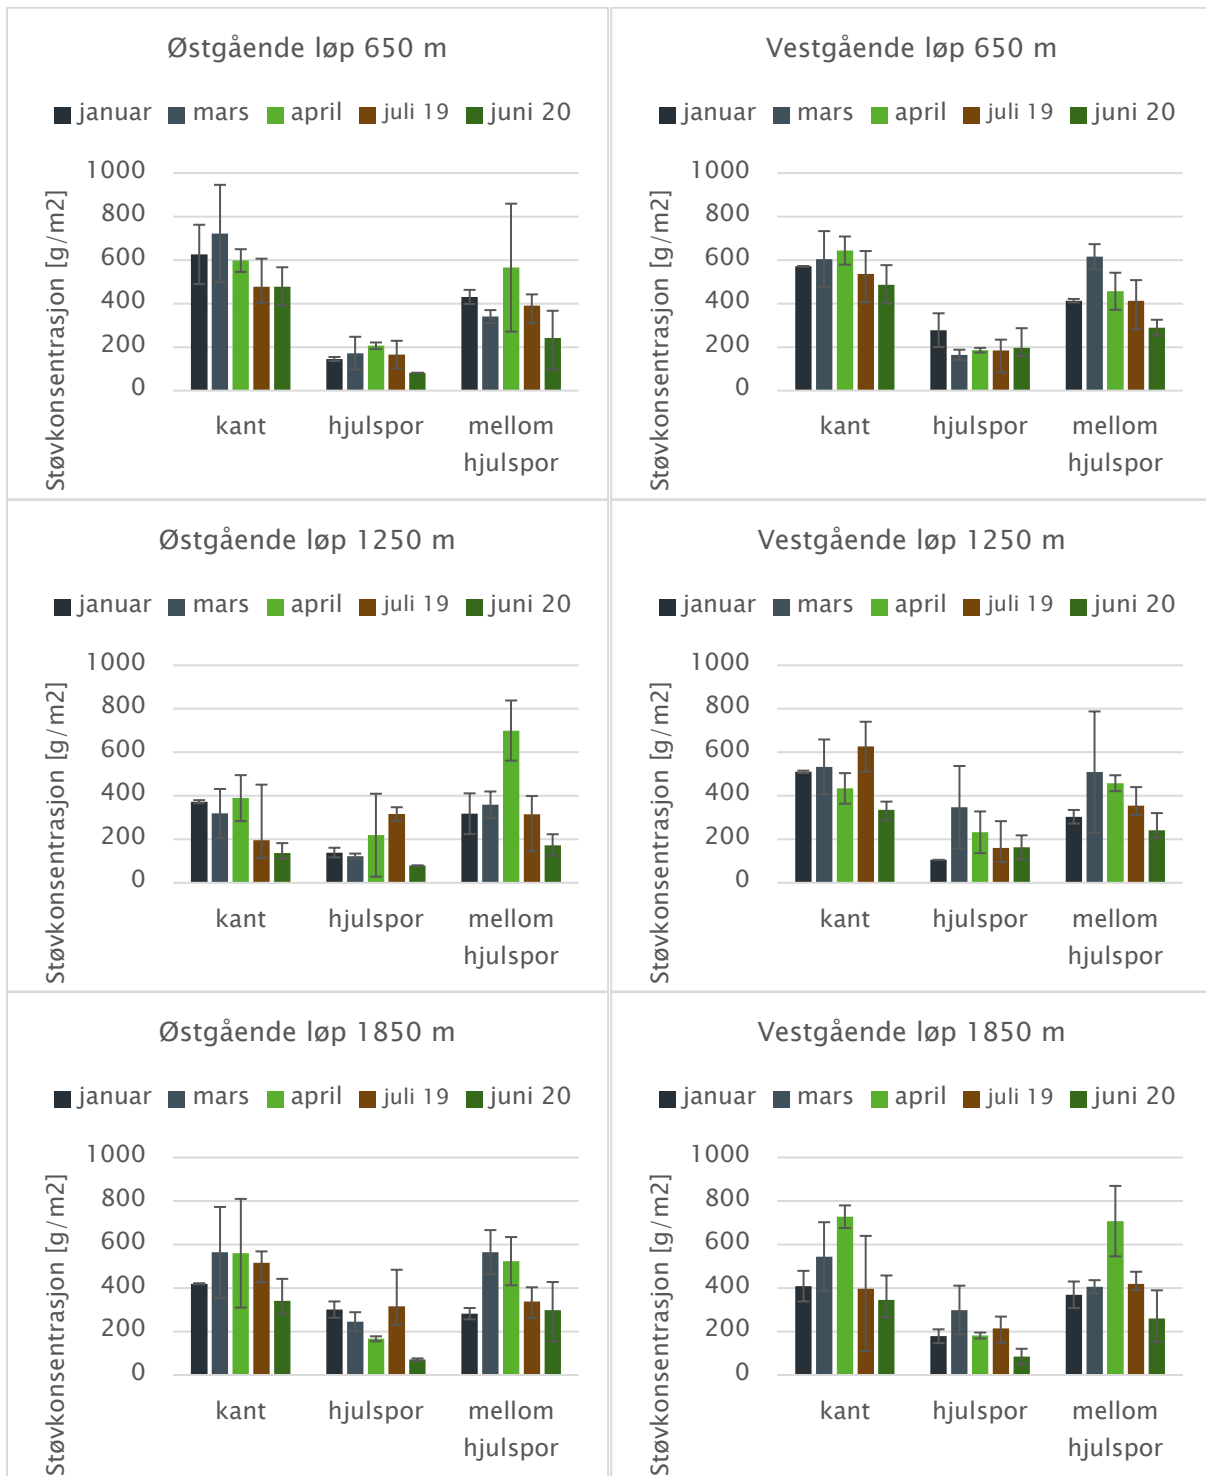 Østgående løp 650 m
januar mars april juli 19 juni 20
Støvkonsentrasjon [g/m2]
1000
800
600
400
200
0
kant hjulspor mellom
hjulspor
Vestgående løp 650 m
januar mars april juli 19 juni 20
Støvkonsentrasjon [g/m2]
1000
800
600
400
200
0
kant hjulspor mellom
hjulspor
Østgående løp 1250 m
januar mars april juli 19 juni 20
Støvkonsentrasjon [g/m2]
1000
800
600
400
200
0
kant hjulspor mellom
hjulspor
Vestgående løp 1250 m
januar mars april juli 19 juni 20
Støvkonsentrasjon [g/m2]
1000
800
600
400
200
0
kant hjulspor mellom
hjulspor
Østgående løp 1850 m
januar mars april juli 19 juni 20
Støvkonsentrasjon [g/m2]
1000
800
600
400
200
0
kant hjulspor mellom
hjulspor
Vestgående løp 1850 m
januar mars april juli 19 juni 20
Støvkonsentrasjon [g/m2]
1000
800
600
400
200
0
kant hjulspor mellom
hjulspor